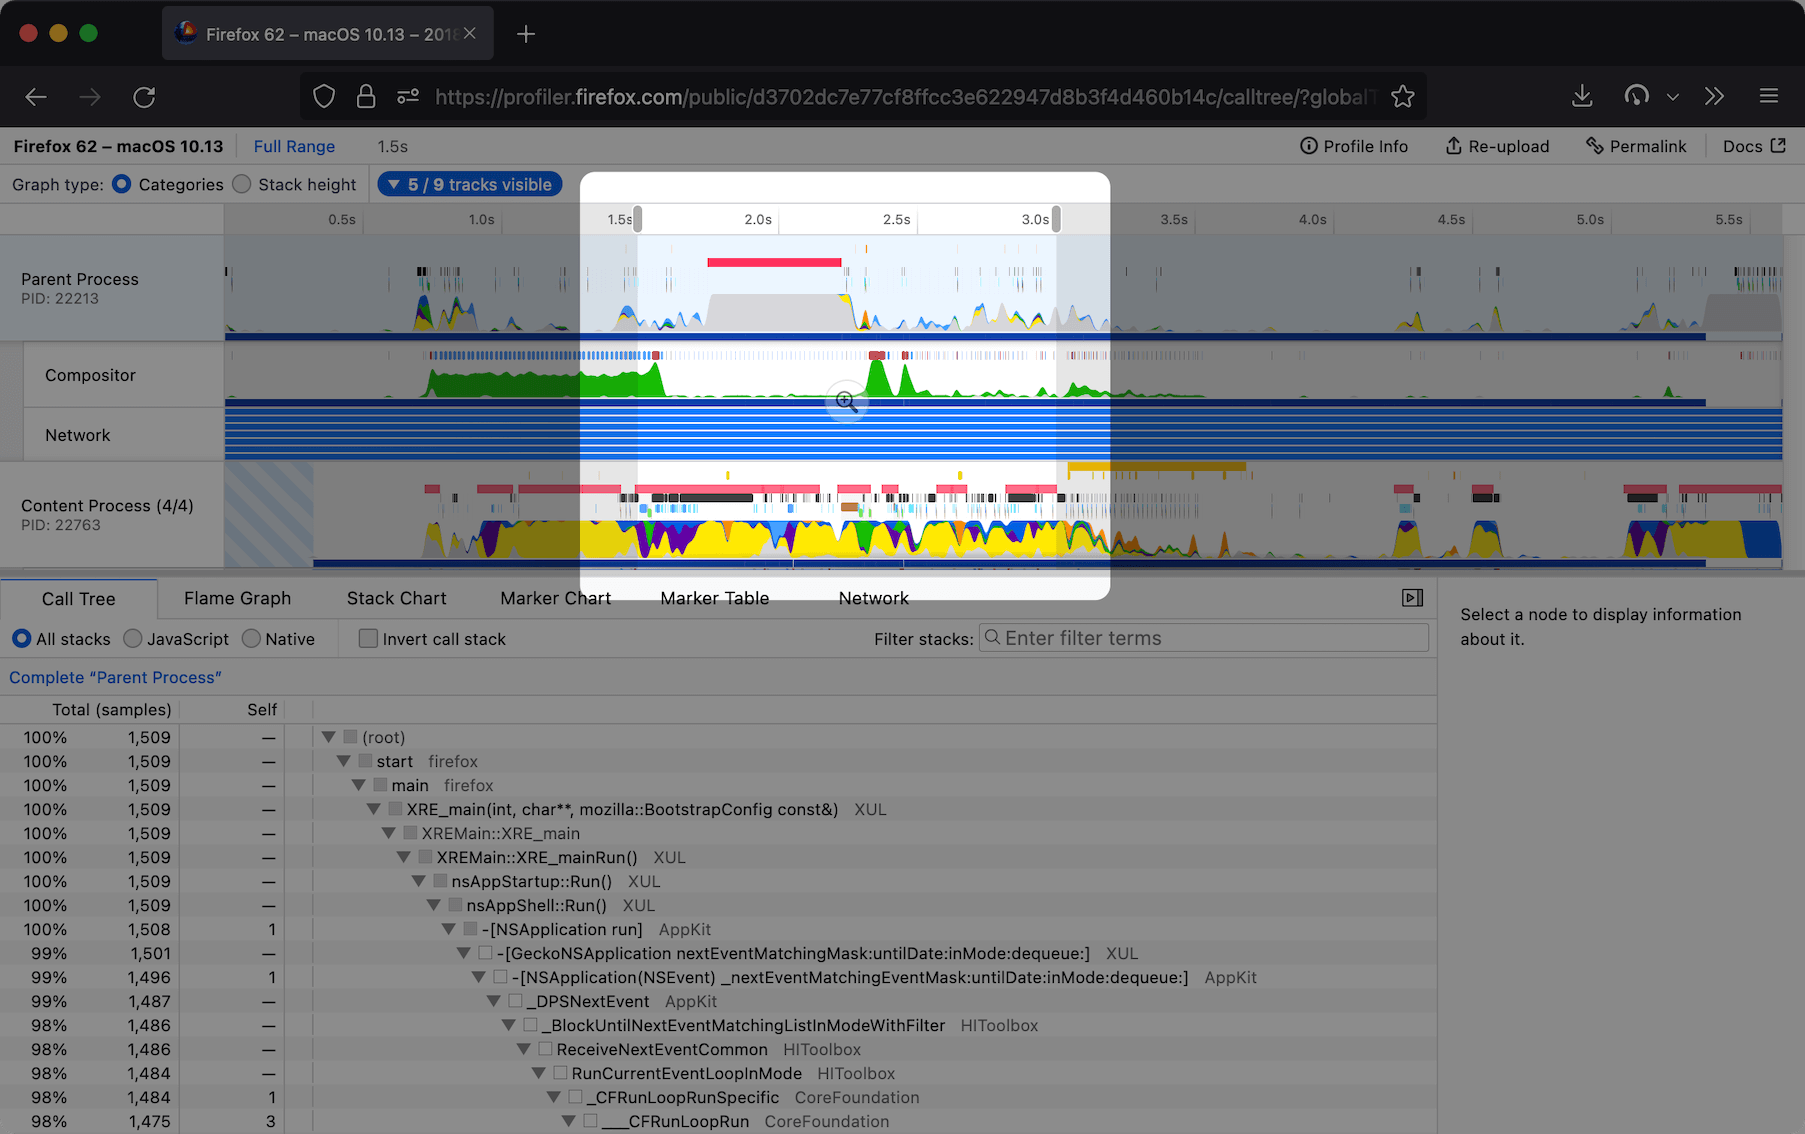 Firefox 62 – macOS 10.13 – 2018
https://profiler.firefox.com/public/d3702dc7e77cf8ffcc3e622947d8b3f4d460b14c/calltree/?globalT
Firefox 62 – macOS 10.13 Full Range 1.5s Profile Info Re-upload Permalink Docs
Graph type: Categories Stack height 5 / 9 tracks visible
0.5s 1.0s 1.5s 2.0s 2.5s 3.0s 3.5s 4.0s 4.5s 5.0s 5.5s
Parent Process
PID: 22213
Compositor
Network
Content Process (4/4)
PID: 22763
Call Tree Flame Graph Stack Chart Marker Chart Marker Table Network
All stacks JavaScript Native Invert call stack Filter stacks: Enter filter terms
Select a node to display information
about it.
Complete “Parent Process”
Total (samples) Self
100% 1,509 — (root)
100% 1,509 — start firefox
100% 1,509 — main firefox
100% 1,509 — XRE_main(int, char**, mozilla::BootstrapConfig const&) XUL
100% 1,509 — XREMain::XRE_main
100% 1,509 — XREMain::XRE_mainRun() XUL
100% 1,509 — nsAppStartup::Run() XUL
100% 1,509 — nsAppShell::Run() XUL
100% 1,508 1 -[NSApplication run] AppKit
99% 1,501 — -[GeckoNSApplication nextEventMatchingMask:untilDate:inMode:dequeue:] XUL
99% 1,496 1 -[NSApplication(NSEvent) _nextEventMatchingEventMask:untilDate:inMode:dequeue:] AppKit
99% 1,487 — _DPSNextEvent AppKit
98% 1,486 — _BlockUntilNextEventMatchingListInModeWithFilter HIToolbox
98% 1,486 — ReceiveNextEventCommon HIToolbox
98% 1,484 — RunCurrentEventLoopInMode HIToolbox
98% 1,484 1 _CFRunLoopRunSpecific CoreFoundation
98% 1,475 3 ___CFRunLoopRun CoreFoundation